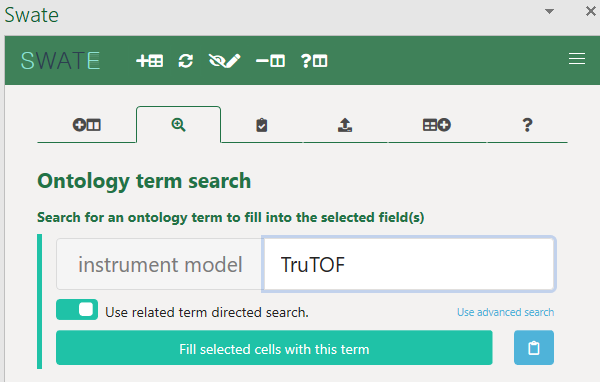 Swate
SWATE
Ontology term search
Search for an ontology term to fill into the selected field(s)
instrument model TruTOF
Use related term directed search. Use advanced search
Fill selected cells with this term